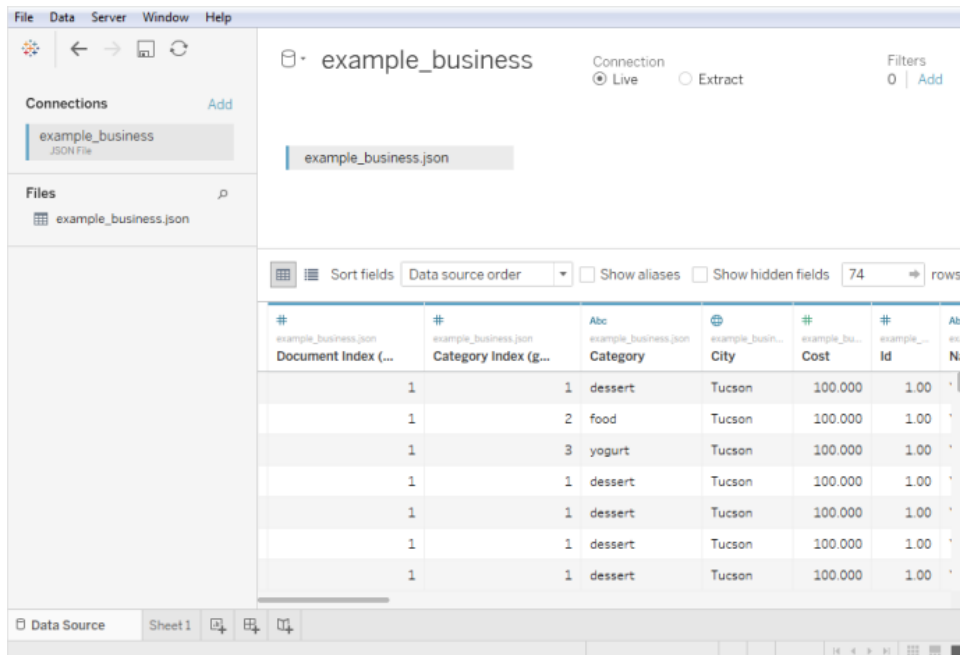 File Data Server Window Help
example_business
Connection
Live Extract
Filters
0 Add
Connections Add
example_business
JSON File
example_business.json
Files
example_business.json
Sort fields Data source order Show aliases Show hidden fields 74 rows
# # Abc # #
example_business.json example_business.json example_business.json example_busin... example_bu... example_...
Document Index (... Category Index (g... Category City Cost Id
1 1 dessert Tucson 100.000 1.00
1 2 food Tucson 100.000 1.00
1 3 yogurt Tucson 100.000 1.00
1 1 dessert Tucson 100.000 1.00
1 1 dessert Tucson 100.000 1.00
1 1 dessert Tucson 100.000 1.00
1 1 dessert Tucson 100.000 1.00
Data Source Sheet 1